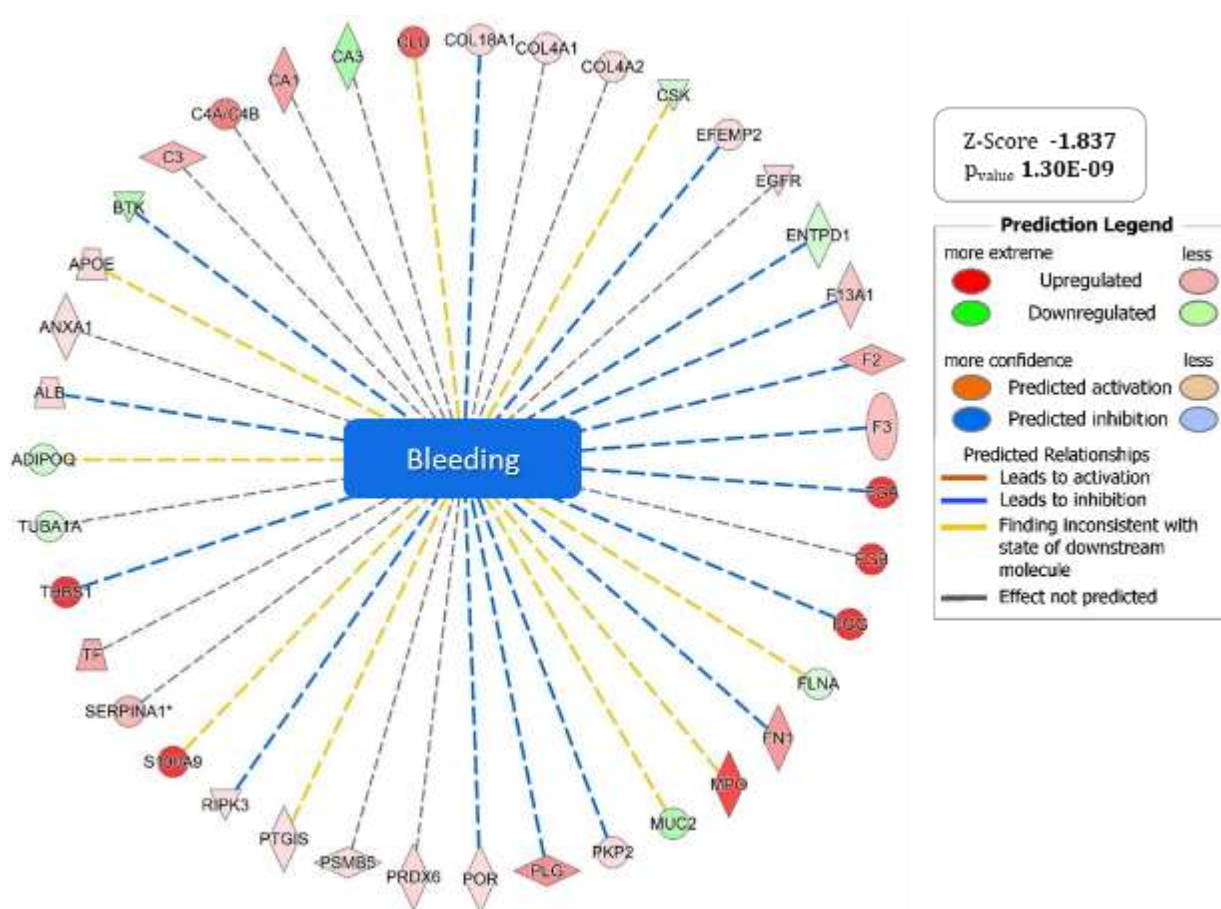 CLU
COL18A1
COL4A1
COL4A2
CSK
EFEMP2
EGFR
ENTPD1
F13A1
F2
F3
FGA
FGB
FGG
FLNA
FN1
MPO
MUC2
PKP2
PLG
POR
PRDX6
PSMB5
PTGIS
RIPK3
S100A9
SERPINA1*
TF
THBS1
TUBA1A
ADIPOQ
ALB
ANXA1
APOE
BTK
C3
C4A/C4B
CA1
CA3
Bleeding
Z-Score -1.837
pvalue 1.30E-09
Prediction Legend
more extreme less
Upregulated
Downregulated
more confidence less
Predicted activation
Predicted inhibition
Predicted Relationships
Leads to activation
Leads to inhibition
Finding inconsistent with
state of downstream
molecule
Effect not predicted